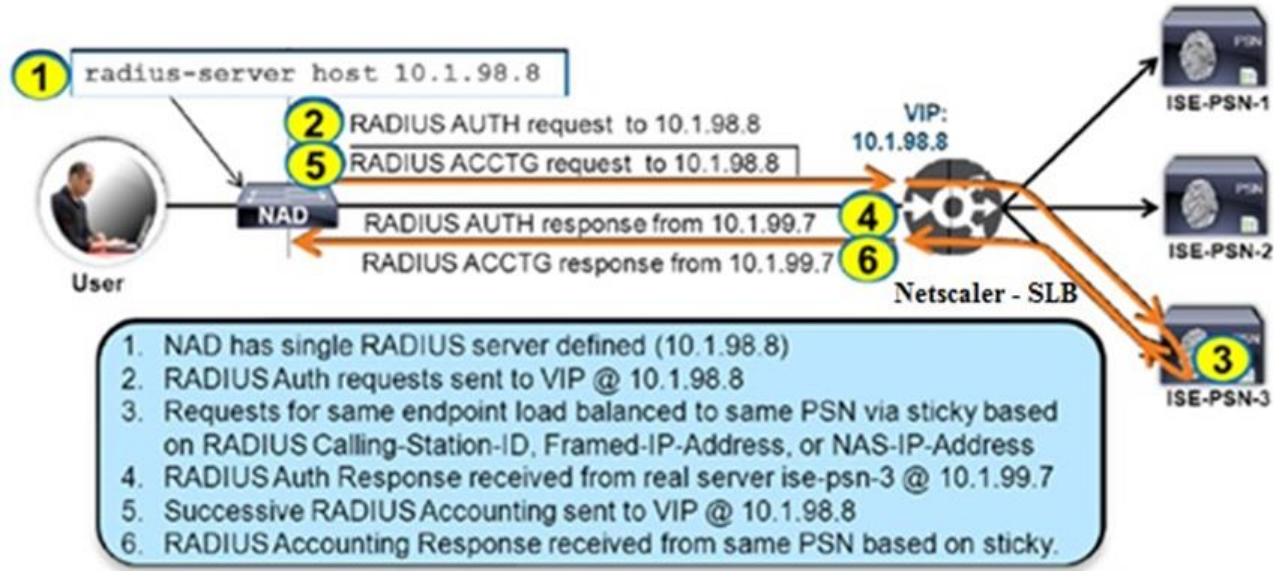 1
radius-server host 10.1.98.8
2
RADIUS AUTH request to 10.1.98.8
5
RADIUS ACCTG request to 10.1.98.8
VIP:
10.1.98.8
NAD
User
RADIUS AUTH response from 10.1.99.7
4
RADIUS ACCTG response from 10.1.99.7
6
Netscaler - SLB
PSN
ISE-PSN-1
PSN
ISE-PSN-2
PSN
3
ISE-PSN-3
1. NAD has single RADIUS server defined (10.1.98.8)
2. RADIUS Auth requests sent to VIP @ 10.1.98.8
3. Requests for same endpoint load balanced to same PSN via sticky based
on RADIUS Calling-Station-ID, Framed-IP-Address, or NAS-IP-Address
4. RADIUS Auth Response received from real server ise-psn-3 @ 10.1.99.7
5. Successive RADIUS Accounting sent to VIP @ 10.1.98.8
6. RADIUS Accounting Response received from same PSN based on sticky.